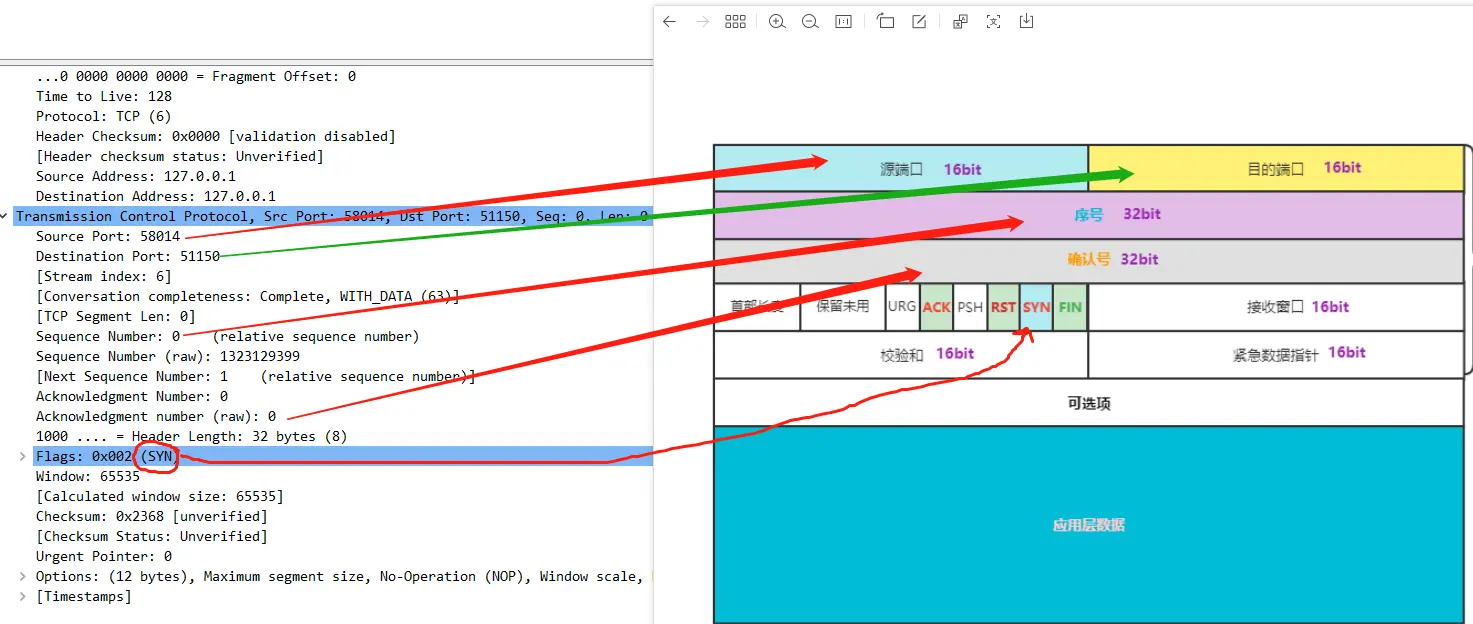 ...0 0000 0000 0000 = Fragment Offset: 0
Time to Live: 128
Protocol: TCP (6)
Header Checksum: 0x0000 [validation disabled]
[Header checksum status: Unverified]
Source Address: 127.0.0.1
Destination Address: 127.0.0.1
Transmission Control Protocol, Src Port: 58014, Dst Port: 51150, Seq: 0, Len: 0
Source Port: 58014
Destination Port: 51150
[Stream index: 6]
[Conversation completeness: Complete, WITH_DATA (63)]
[TCP Segment Len: 0]
Sequence Number: 0    (relative sequence number)
Sequence Number (raw): 1323129399
[Next Sequence Number: 1    (relative sequence number)]
Acknowledgment Number: 0
Acknowledgment number (raw): 0
1000 .... = Header Length: 32 bytes (8)
Flags: 0x002 (SYN)
Window: 65535
[Calculated window size: 65535]
Checksum: 0x2368 [unverified]
[Checksum Status: Unverified]
Urgent Pointer: 0
Options: (12 bytes), Maximum segment size, No-Operation (NOP), Window scale,
[Timestamps]
源端口 16bit 目的端口 16bit
序号 32bit
确认号 32bit
首部长度 保留未用 URG ACK PSH RST SYN FIN 接收窗口 16bit
校验和 16bit 紧急数据指针 16bit
可选项
应用层数据